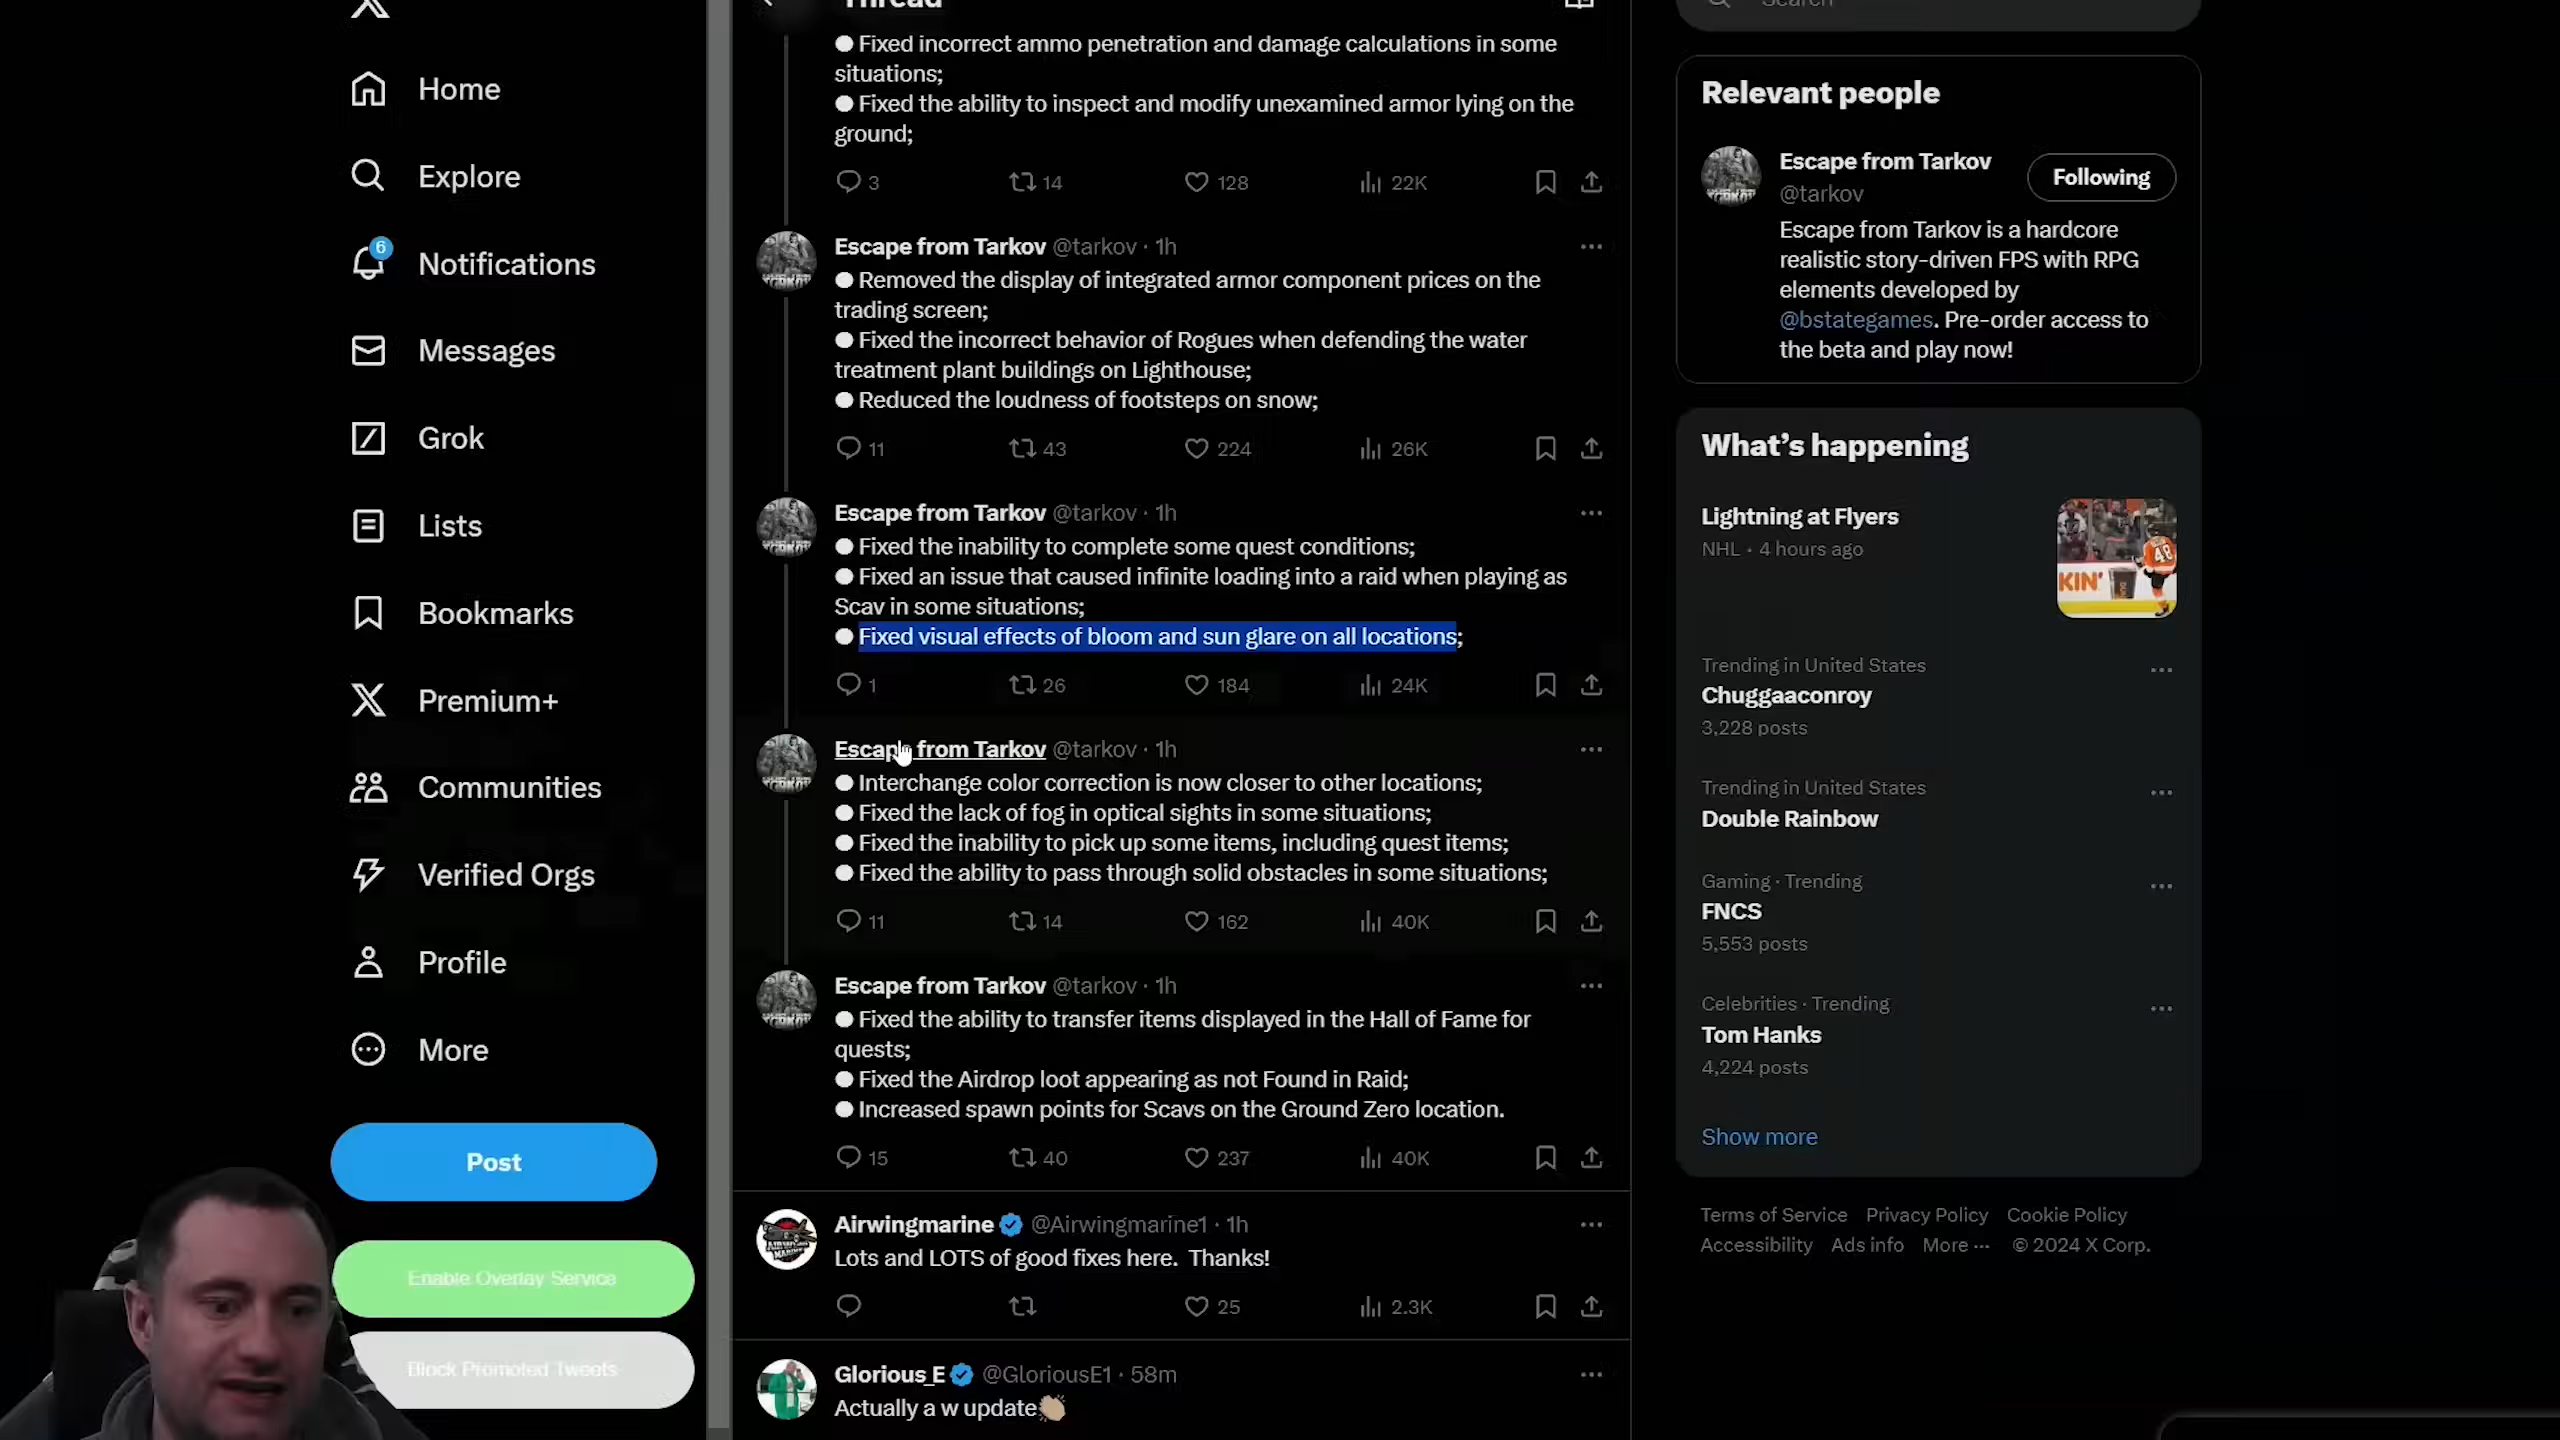 Thread
Search
Home
Explore
6
Notifications
Messages
Grok
Lists
Bookmarks
Premium+
Communities
Verified Orgs
Profile
More
Post
Enable Overlay Service
Block Promoted Tweets
● Fixed incorrect ammo penetration and damage calculations in some
situations;
● Fixed the ability to inspect and modify unexamined armor lying on the
ground;
3 14 128 22K
Escape from Tarkov @tarkov · 1h
● Removed the display of integrated armor component prices on the
trading screen;
● Fixed the incorrect behavior of Rogues when defending the water
treatment plant buildings on Lighthouse;
● Reduced the loudness of footsteps on snow;
11 43 224 26K
Escape from Tarkov @tarkov · 1h
● Fixed the inability to complete some quest conditions;
● Fixed an issue that caused infinite loading into a raid when playing as
Scav in some situations;
● Fixed visual effects of bloom and sun glare on all locations;
1 26 184 24K
Escape from Tarkov @tarkov · 1h
● Interchange color correction is now closer to other locations;
● Fixed the lack of fog in optical sights in some situations;
● Fixed the inability to pick up some items, including quest items;
● Fixed the ability to pass through solid obstacles in some situations;
11 14 162 40K
Escape from Tarkov @tarkov · 1h
● Fixed the ability to transfer items displayed in the Hall of Fame for
quests;
● Fixed the Airdrop loot appearing as not Found in Raid;
● Increased spawn points for Scavs on the Ground Zero location.
15 40 237 40K
Airwingmarine @Airwingmarine1 · 1h
Lots and LOTS of good fixes here. Thanks!
25 2.3K
Glorious_E @GloriousE1 · 58m
Actually a w update👏🏼
Relevant people
Escape from Tarkov
@tarkov
Following
Escape from Tarkov is a hardcore
realistic story-driven FPS with RPG
elements developed by
@bstategames. Pre-order access to
the beta and play now!
What's happening
Lightning at Flyers
NHL · 4 hours ago
KIN'
48
Trending in United States
Chuggaaconroy
3,228 posts
Trending in United States
Double Rainbow
Gaming · Trending
FNCS
5,553 posts
Celebrities · Trending
Tom Hanks
4,224 posts
Show more
Terms of Service Privacy Policy Cookie Policy
Accessibility Ads info More ··· © 2024 X Corp.